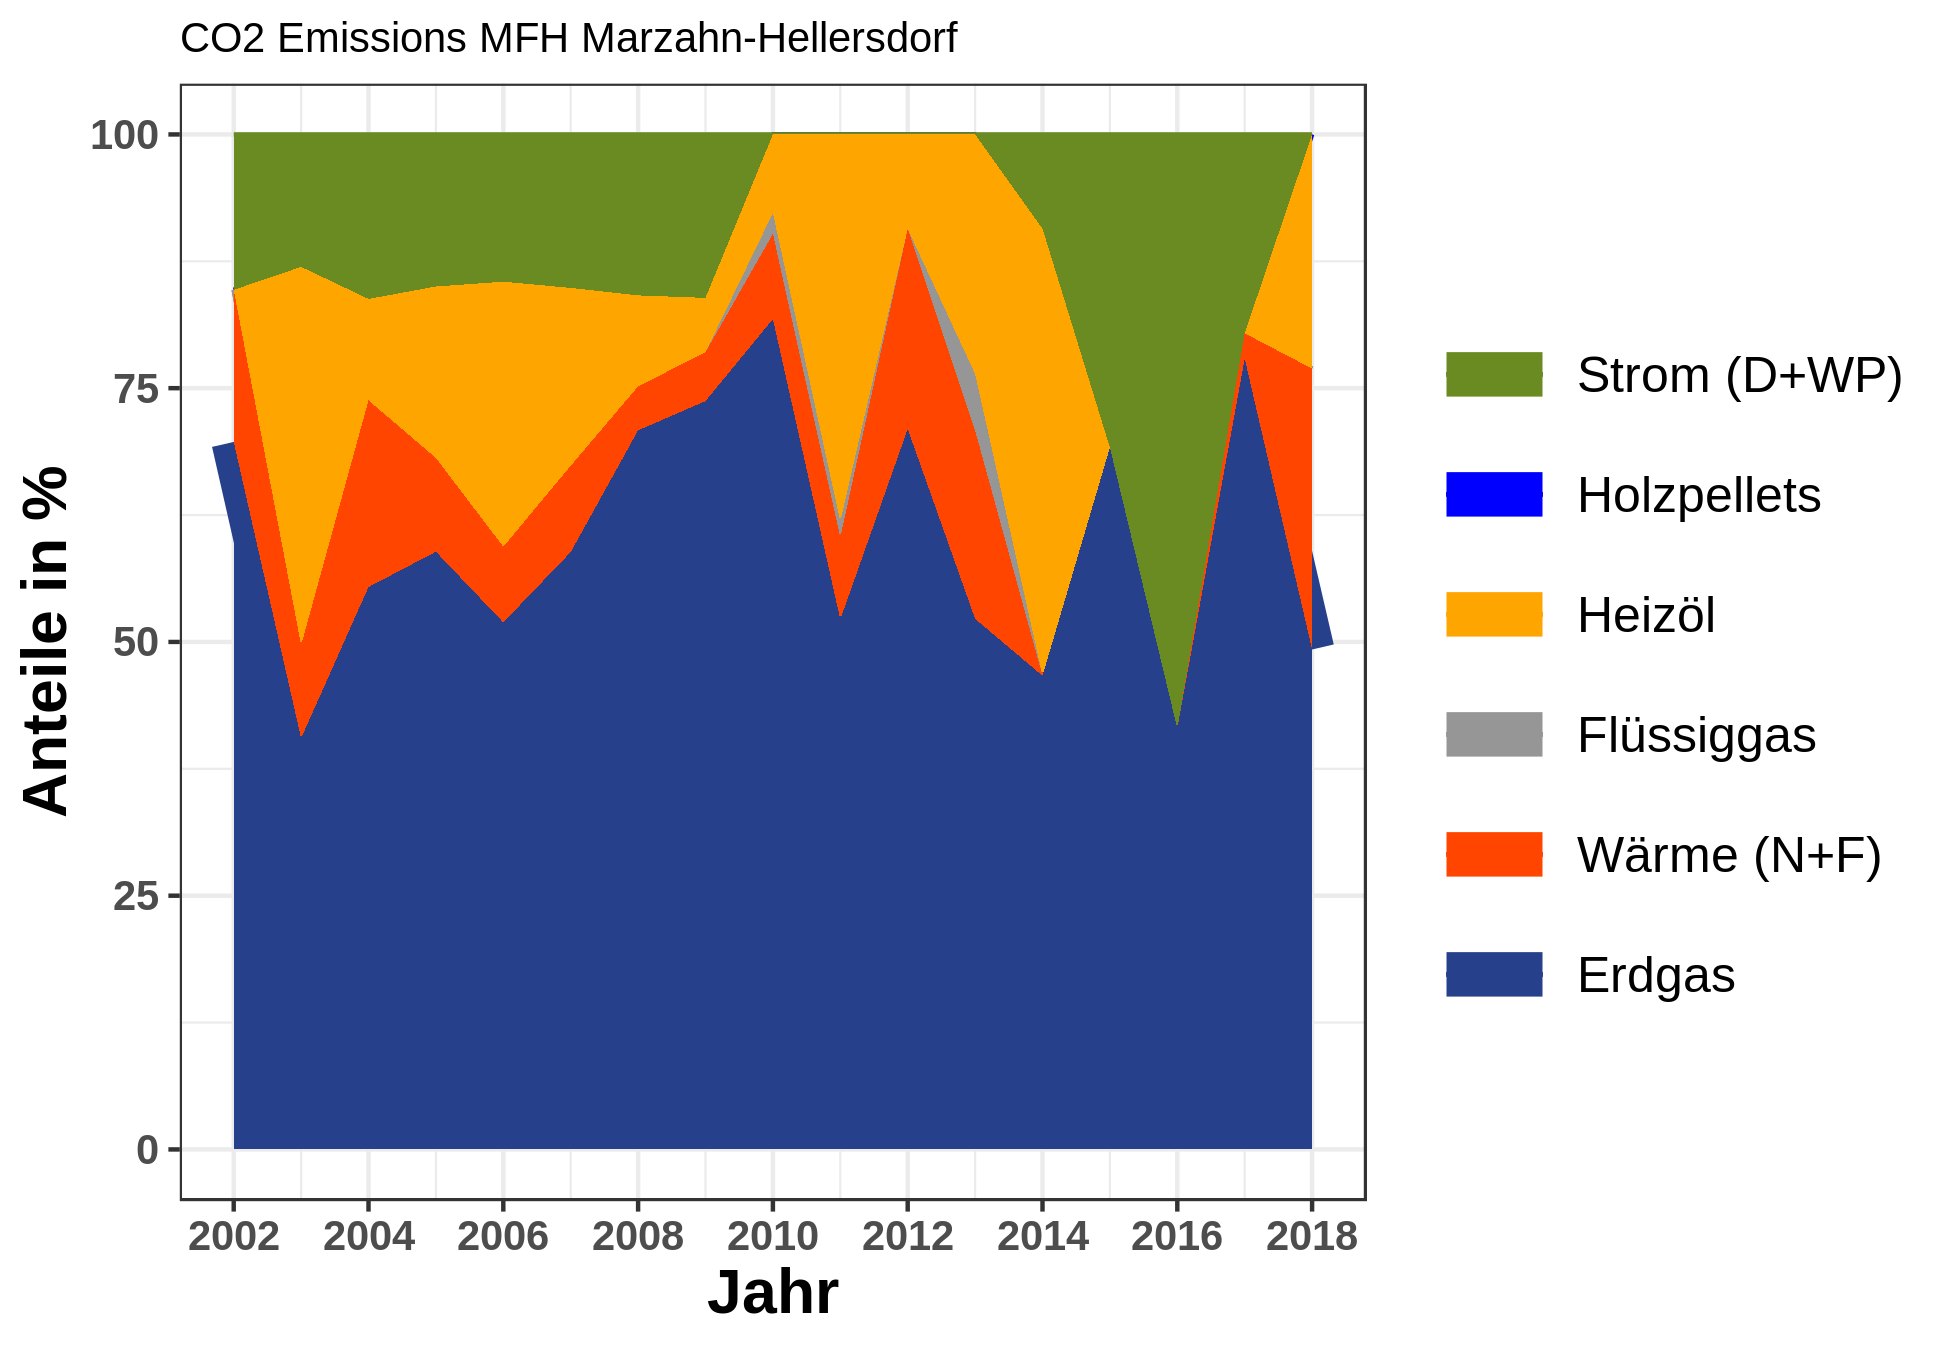 CO2 Emissions MFH Marzahn-Hellersdorf
100
75
50
25
0
Anteile in %
2002 2004 2006 2008 2010 2012 2014 2016 2018
Jahr
Strom (D+WP)
Holzpellets
Heizöl
Flüssiggas
Wärme (N+F)
Erdgas